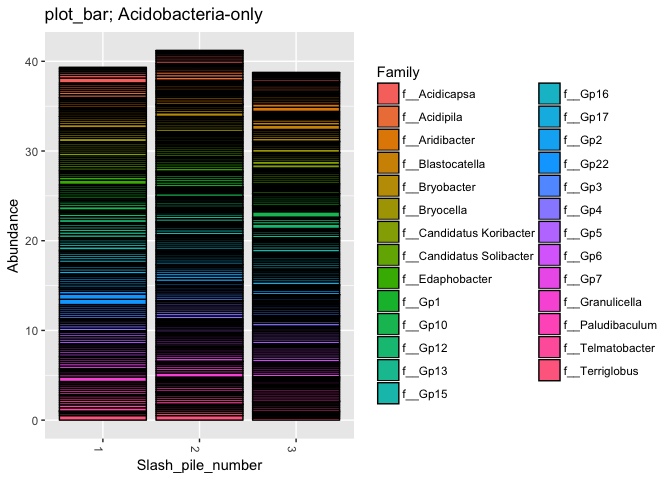 plot_bar; Acidobacteria-only
Abundance
40
30
20
10
0
1
2
3
Slash_pile_number
Family
f__Acidicapsa
f__Acidipila
f__Aridibacter
f__Blastocatella
f__Bryobacter
f__Bryocella
f__Candidatus Koribacter
f__Candidatus Solibacter
f__Edaphobacter
f__Gp1
f__Gp10
f__Gp12
f__Gp13
f__Gp15
f__Gp16
f__Gp17
f__Gp2
f__Gp22
f__Gp3
f__Gp4
f__Gp5
f__Gp6
f__Gp7
f__Granulicella
f__Paludibaculum
f__Telmatobacter
f__Terriglobus